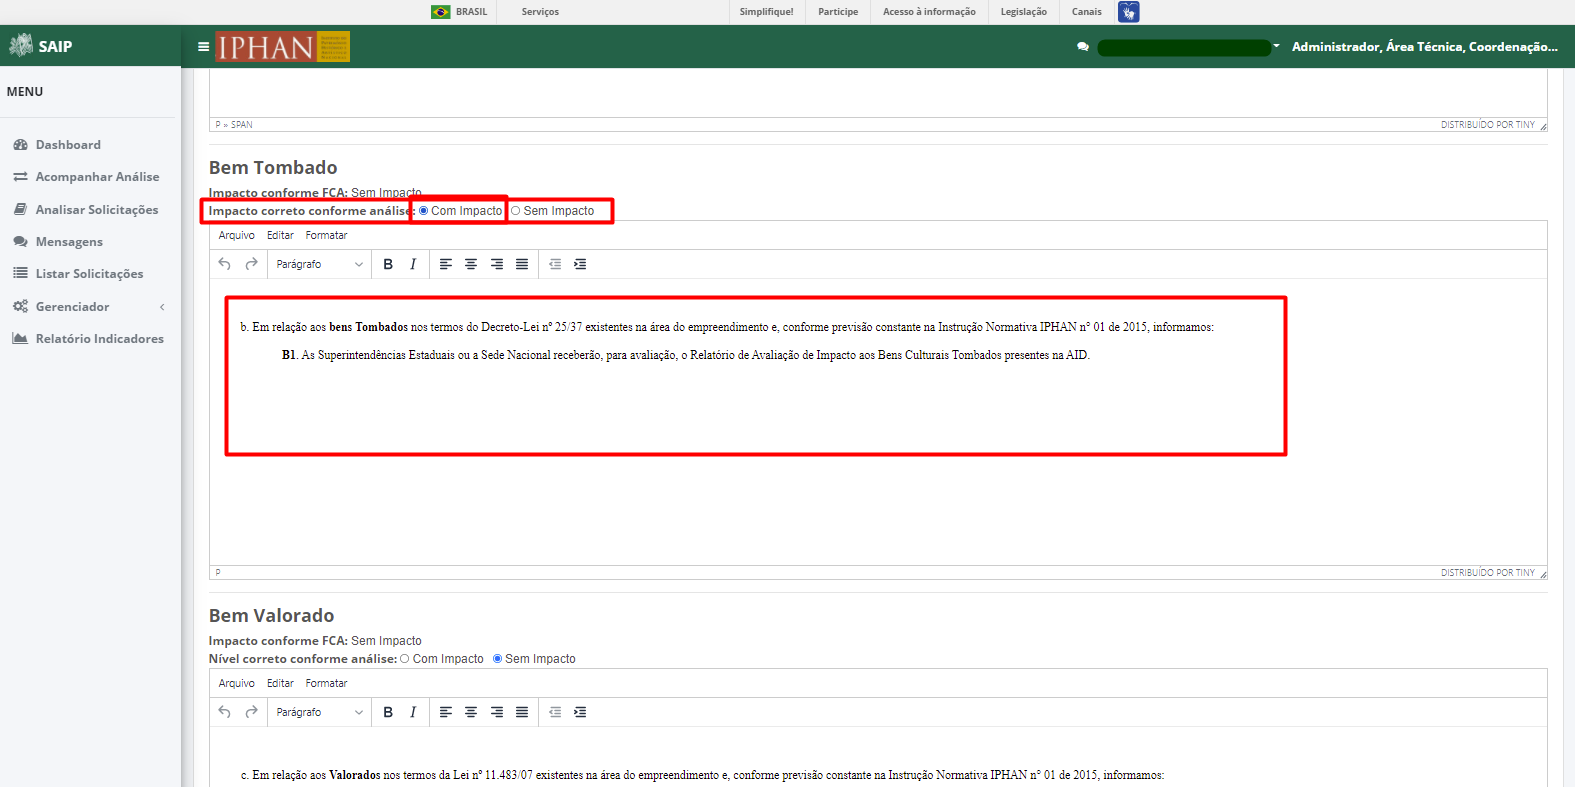 BRASIL Serviços Simplifique! Participe Acesso à informação Legislação Canais
SAIP IPHAN Administrador, Área Técnica, Coordenação...
MENU
Dashboard
Acompanhar Análise
Analisar Solicitações
Mensagens
Listar Solicitações
Gerenciador
Relatório Indicadores
P » SPAN DISTRIBUÍDO POR TINY
Bem Tombado
Impacto conforme FCA: Sem Impacto
Impacto correto conforme análise: Com Impacto Sem Impacto
Arquivo Editar Formatar
Parágrafo B I
b. Em relação aos bens Tombados nos termos do Decreto-Lei nº 25/37 existentes na área do empreendimento e, conforme previsão constante na Instrução Normativa IPHAN n° 01 de 2015, informamos:
B1. As Superintendências Estaduais ou a Sede Nacional receberão, para avaliação, o Relatório de Avaliação de Impacto aos Bens Culturais Tombados presentes na AID.
P DISTRIBUÍDO POR TINY
Bem Valorado
Impacto conforme FCA: Sem Impacto
Nível correto conforme análise: Com Impacto Sem Impacto
Arquivo Editar Formatar
Parágrafo B I
c. Em relação aos Valorados nos termos da Lei nº 11.483/07 existentes na área do empreendimento e, conforme previsão constante na Instrução Normativa IPHAN n° 01 de 2015, informamos: